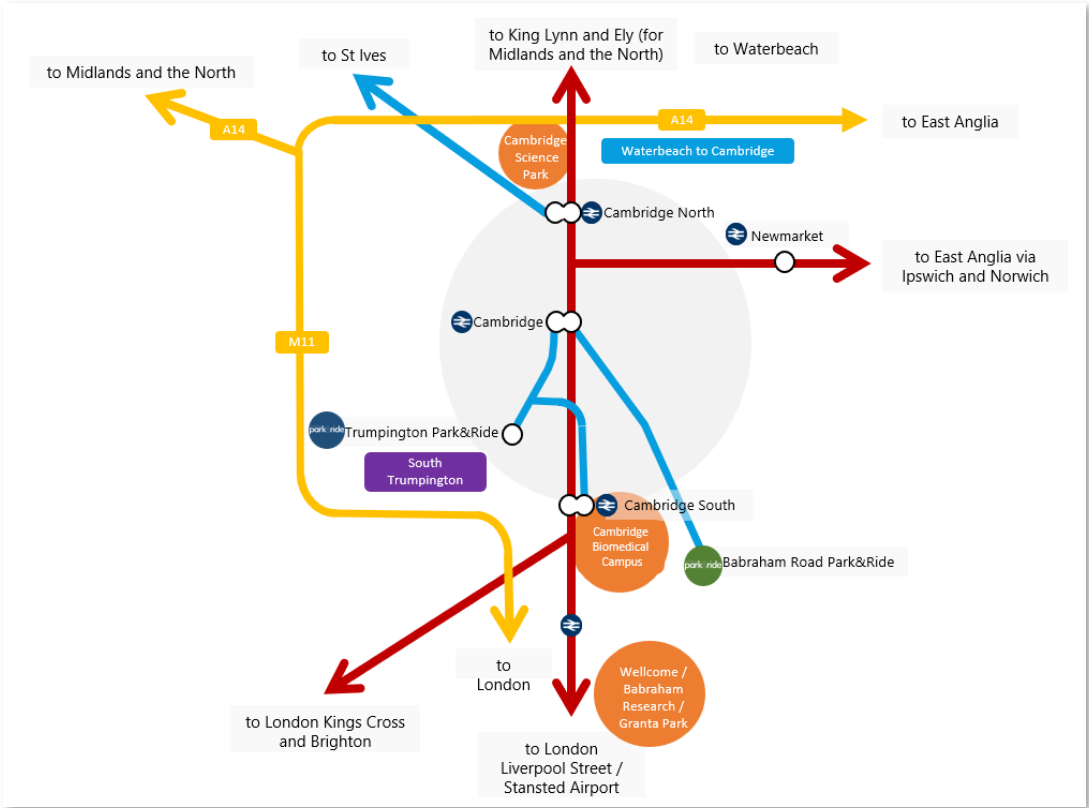 to King Lynn and Ely (for
Midlands and the North)
to Waterbeach
to St Ives
to Midlands and the North
A14
A14
to East Anglia
Cambridge
Science
Park
Waterbeach to Cambridge
Cambridge North
Newmarket
to East Anglia via
Ipswich and Norwich
Cambridge
M11
park&ride
Trumpington Park&Ride
South
Trumpington
Cambridge South
Cambridge
Biomedical
Campus
park&ride
Babraham Road Park&Ride
to
London
Wellcome /
Babraham
Research /
Granta Park
to London Kings Cross
and Brighton
to London
Liverpool Street /
Stansted Airport